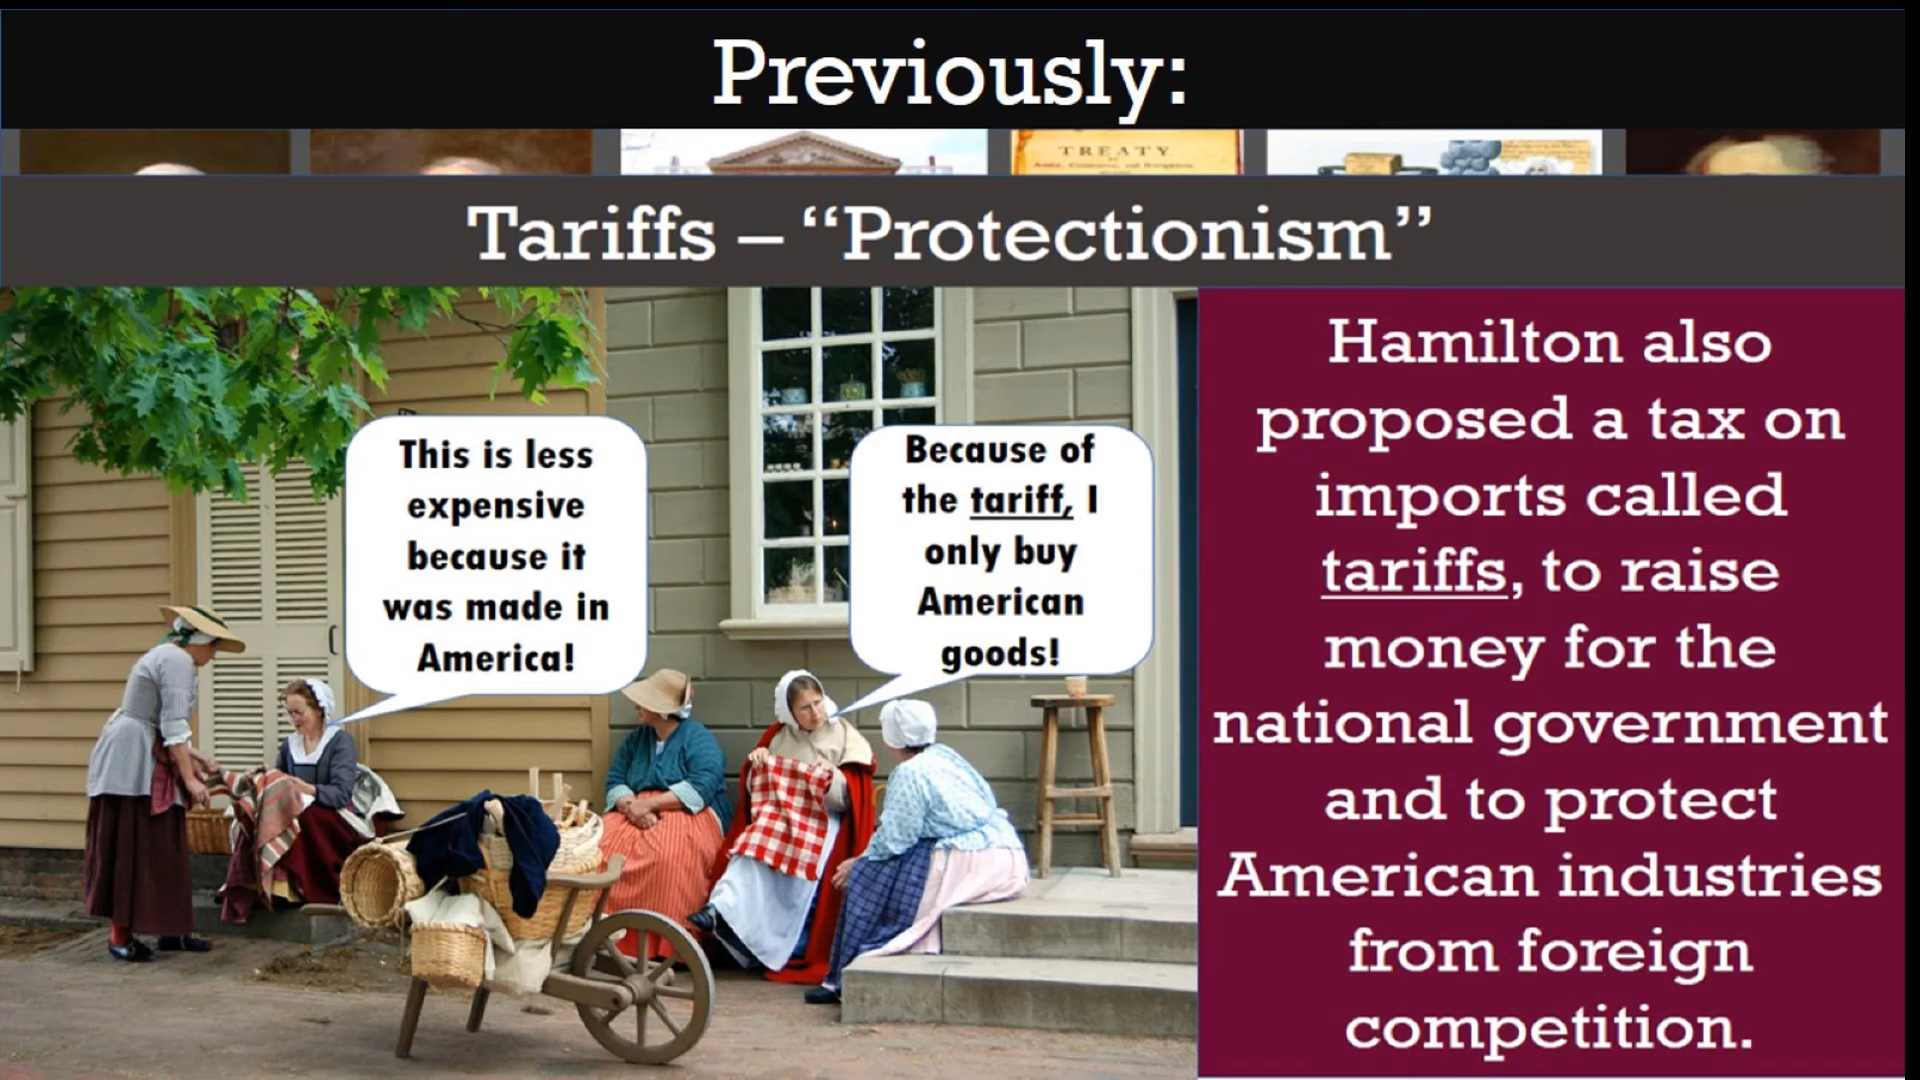 Previously:
TREATY
Tariffs – “Protectionism”
This is less
expensive
because it
was made in
America!
Because of
the tariff, I
only buy
American
goods!
Hamilton also
proposed a tax on
imports called
tariffs, to raise
money for the
national government
and to protect
American industries
from foreign
competition.